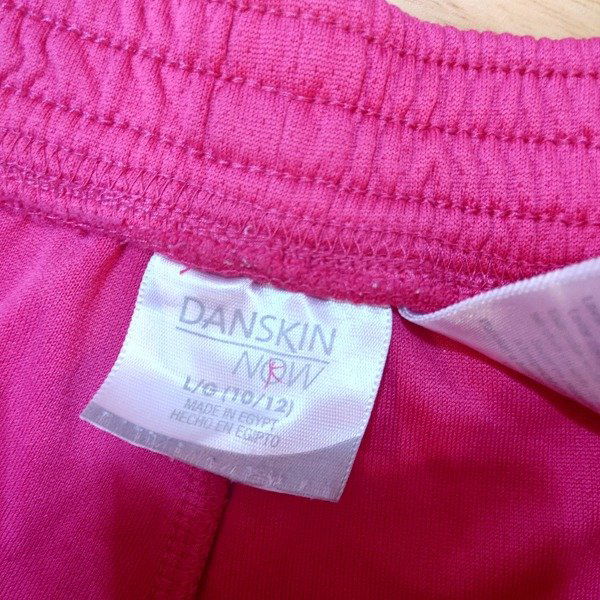 DANSKIN
NOW
L/G (10/12)
MADE IN EGYPT
HECHO EN EGIPTO